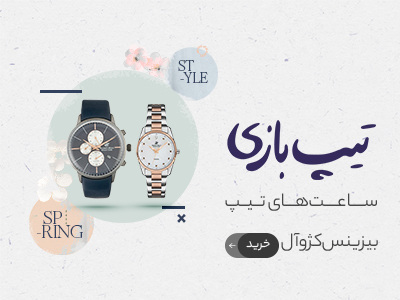 ST
-YLE
تیپ بازی
ساعت‌های تیپ
بیزینس‌کژوآل
خرید
SP
-RING